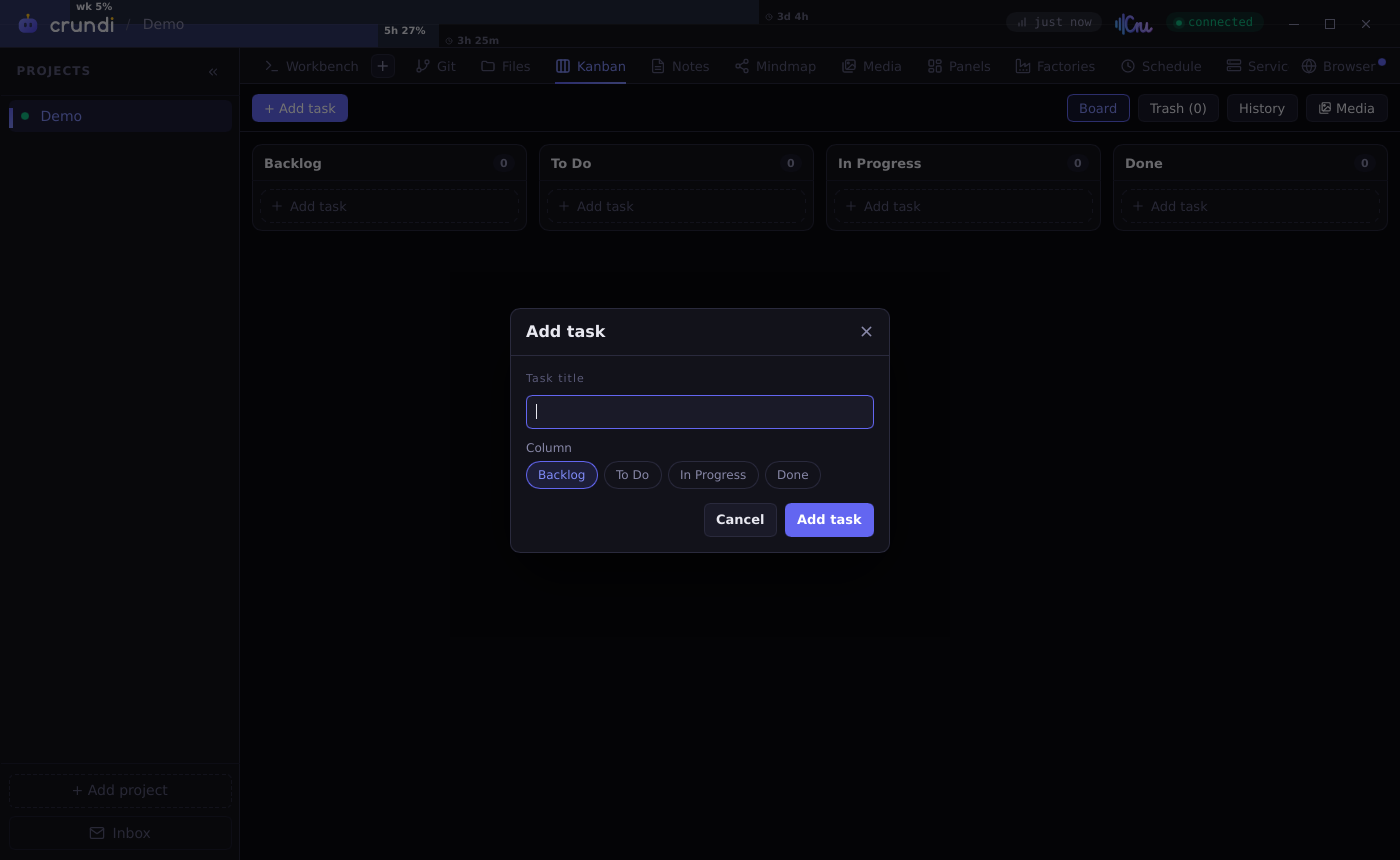 wk 5%
crundi / Demo
5h 27%
3h 25m
3d 4h
just now
Cru
connected
PROJECTS «
Workbench + Git Files Kanban Notes Mindmap Media Panels Factories Schedule Servic Browser
Demo
+ Add task
Board Trash (0) History Media
Backlog 0
To Do 0
In Progress 0
Done 0
+ Add task
+ Add task
+ Add task
+ Add task
Add task
Task title
Column
Backlog To Do In Progress Done
Cancel Add task
+ Add project
Inbox